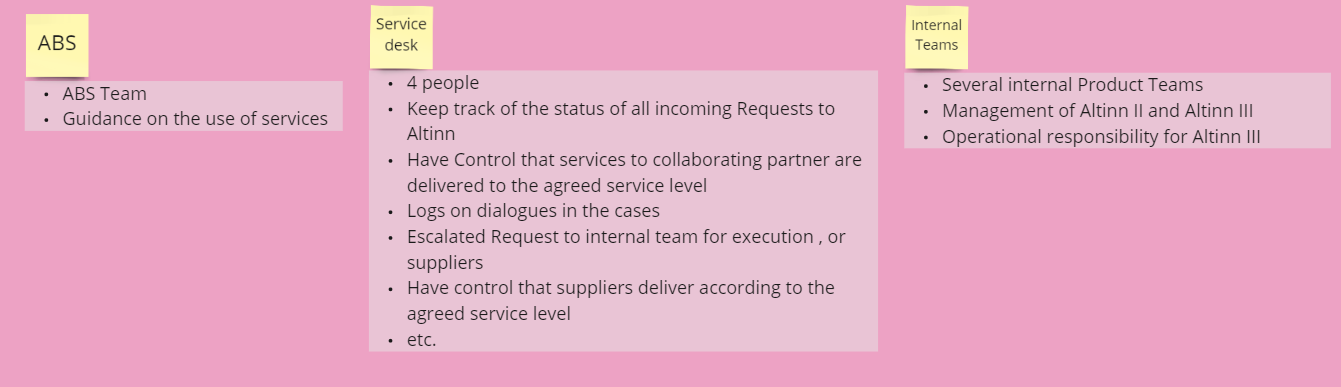 ABS
• ABS Team
• Guidance on the use of services
Service
desk
• 4 people
• Keep track of the status of all incoming Requests to
Altinn
• Have Control that services to collaborating partner are
delivered to the agreed service level
• Logs on dialogues in the cases
• Escalated Request to internal team for execution , or
suppliers
• Have control that suppliers deliver according to the
agreed service level
• etc.
Internal
Teams
• Several internal Product Teams
• Management of Altinn II and Altinn III
• Operational responsibility for Altinn III